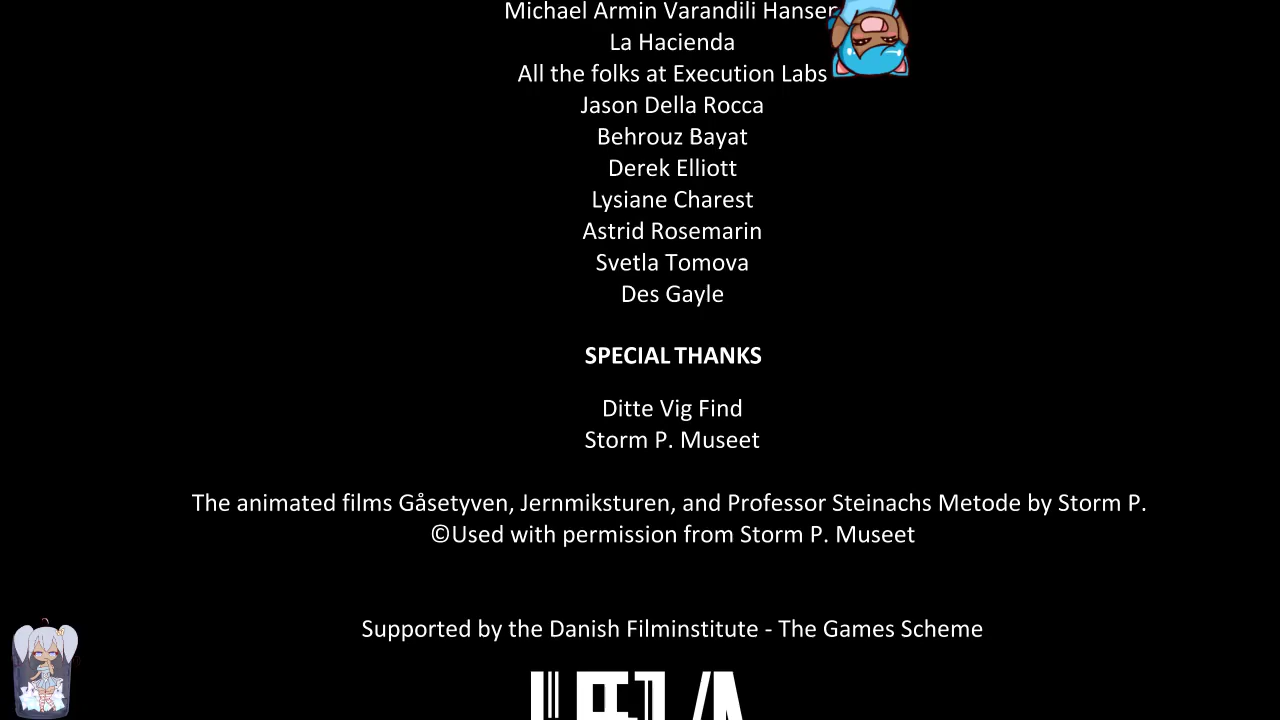 Michael Armin Varandili Hansen
La Hacienda
All the folks at Execution Labs
Jason Della Rocca
Behrouz Bayat
Derek Elliott
Lysiane Charest
Astrid Rosemarin
Svetla Tomova
Des Gayle
SPECIAL THANKS
Ditte Vig Find
Storm P. Museet
The animated films Gåsetyven, Jernmiksturen, and Professor Steinachs Metode by Storm P.
©Used with permission from Storm P. Museet
Supported by the Danish Filminstitute - The Games Scheme